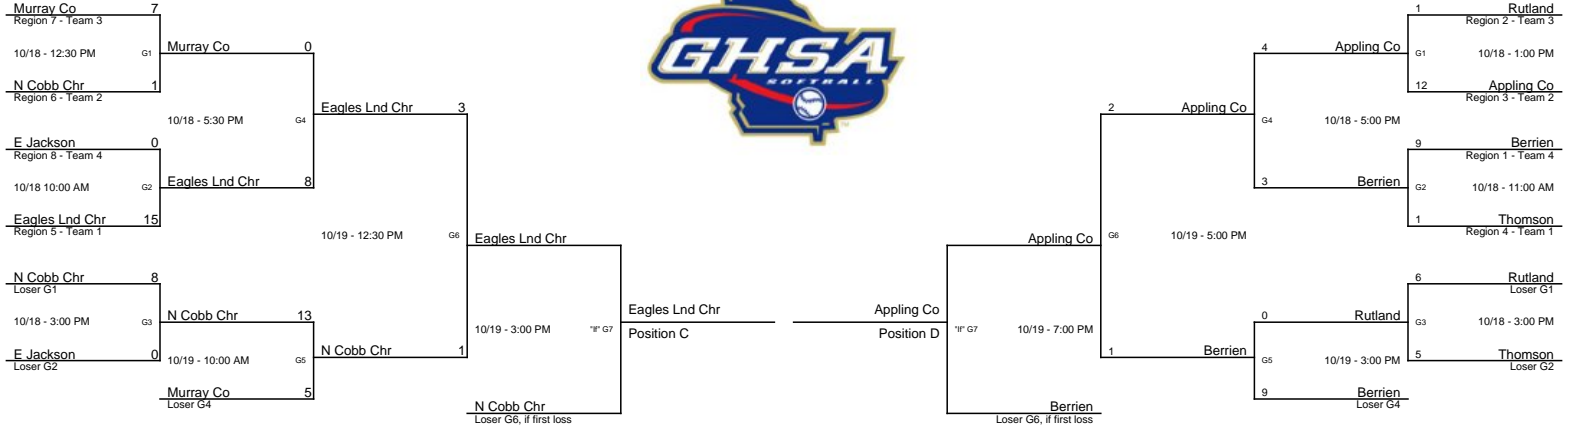 Murray Co 7
Region 7 - Team 3
10/18 - 12:30 PM G1
N Cobb Chr 1
Region 6 - Team 2
Murray Co 0
10/18 - 5:30 PM G4
E Jackson 0
Region 8 - Team 4
10/18 10:00 AM G2
Eagles Lnd Chr 15
Region 5 - Team 1
Eagles Lnd Chr 8
Eagles Lnd Chr 3
10/19 - 12:30 PM G6
N Cobb Chr 8
Loser G1
10/18 - 3:00 PM G3
E Jackson 0
Loser G2
N Cobb Chr 13
10/19 - 10:00 AM G5
Murray Co 5
Loser G4
N Cobb Chr 1
Eagles Lnd Chr
10/19 - 3:00 PM "If" G7
N Cobb Chr
Loser G6, if first loss
Eagles Lnd Chr
Position C
GHSA
SOFTBALL
Appling Co
Position D
Appling Co
"If" G7 10/19 - 7:00 PM
Berrien
Loser G6, if first loss
2 Appling Co
G6 10/19 - 5:00 PM
1 Berrien
4 Appling Co
G4 10/18 - 5:00 PM
3 Berrien
0 Rutland
G5 10/19 - 3:00 PM
9 Berrien
Loser G4
1 Rutland
Region 2 - Team 3
G1 10/18 - 1:00 PM
12 Appling Co
Region 3 - Team 2
9 Berrien
Region 1 - Team 4
G2 10/18 - 11:00 AM
1 Thomson
Region 4 - Team 1
6 Rutland
Loser G1
G3 10/18 - 3:00 PM
5 Thomson
Loser G2